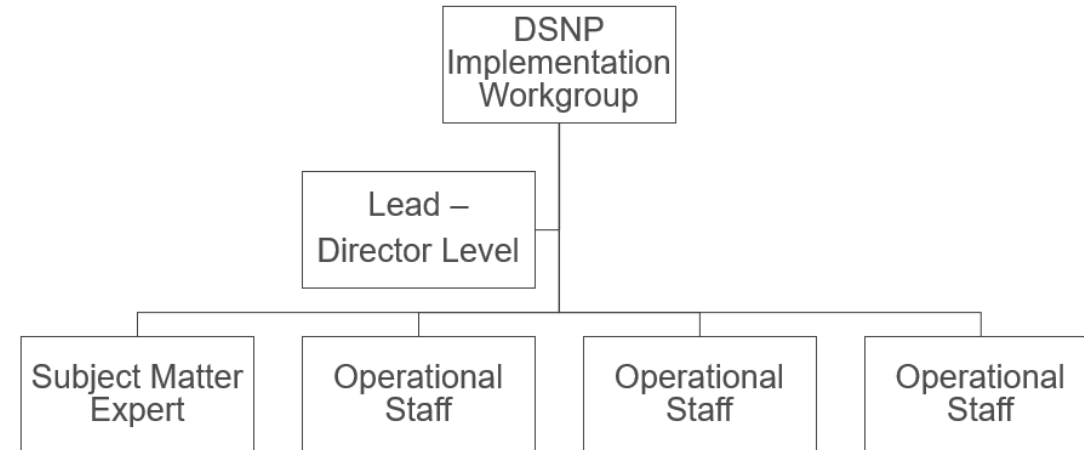 DSNP
Implementation
Workgroup
Lead –
Director Level
Subject Matter
Expert
Operational
Staff
Operational
Staff
Operational
Staff